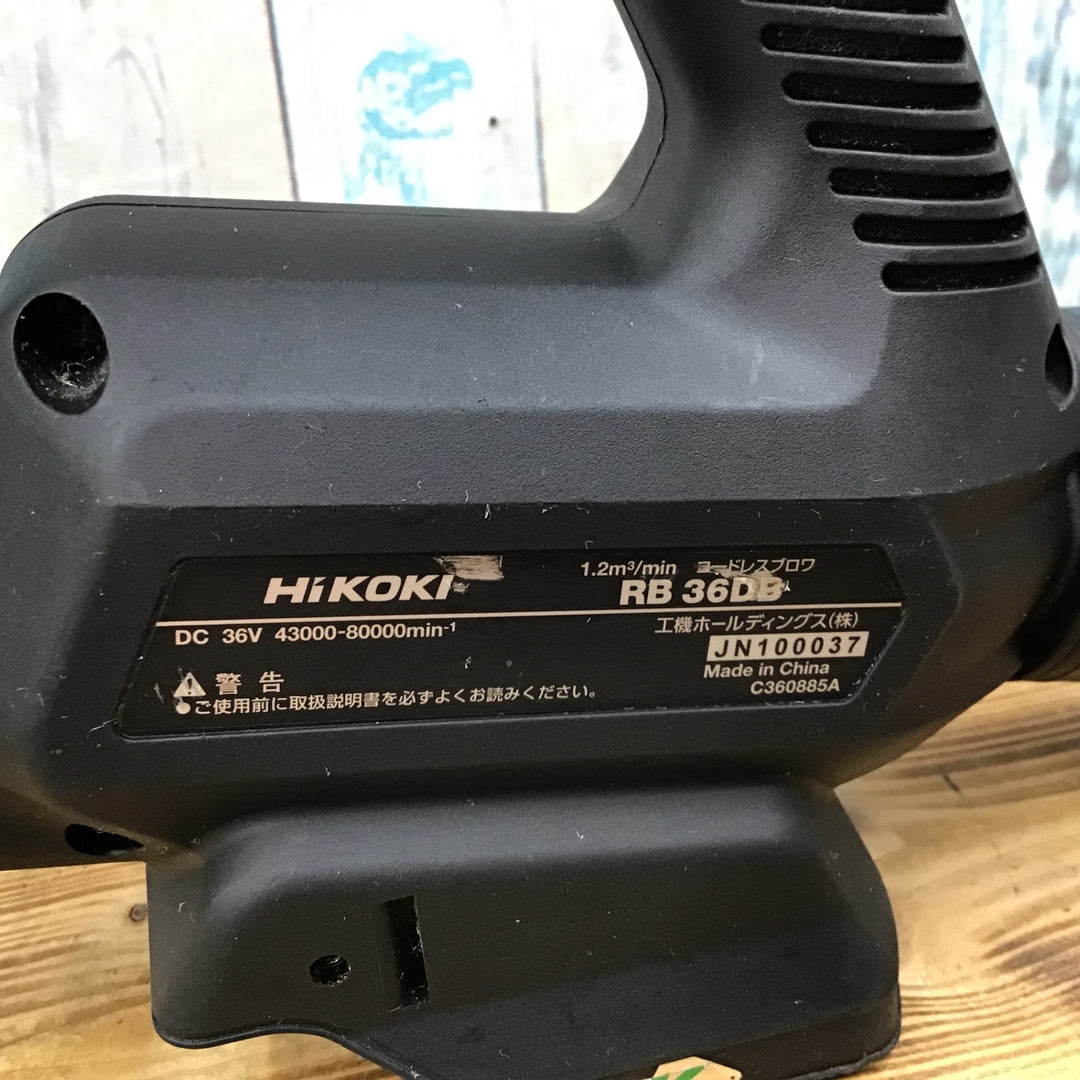 HiKOKI
1.2m³/min コードレスブロワ
RB 36DB
DC 36V 43000-80000min⁻¹
工機ホールディングス(株)
JN100037
Made in China
C360885A
⚠ 警告
●ご使用前に取扱説明書を必ずよくお読みください。